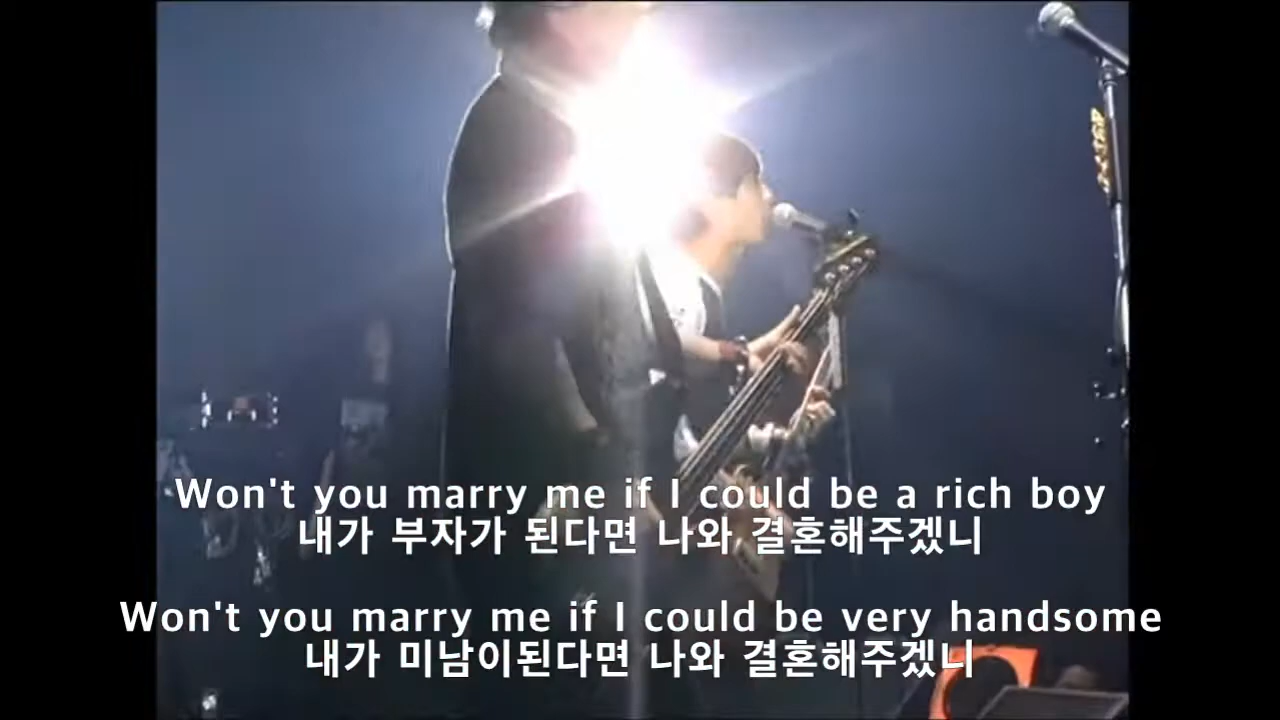 Won't you marry me if I could be a rich boy
내가 부자가 된다면 나와 결혼해주겠니
Won't you marry me if I could be very handsome
내가 미남이된다면 나와 결혼해주겠니